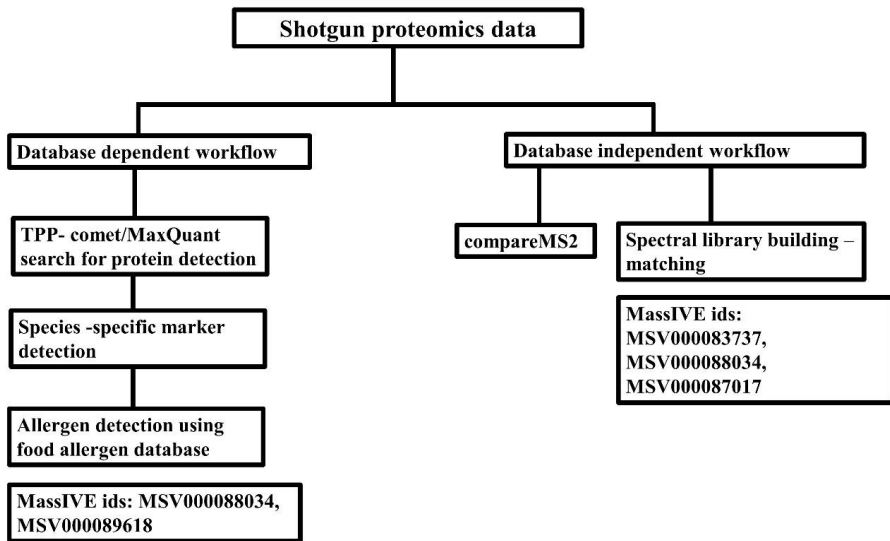 Shotgun proteomics data
Database dependent workflow
TPP- comet/MaxQuant
search for protein detection
Species -specific marker
detection
Allergen detection using
food allergen database
MassIVE ids: MSV000088034,
MSV000089618
Database independent workflow
compareMS2
Spectral library building –
matching
MassIVE ids:
MSV000083737,
MSV000088034,
MSV000087017